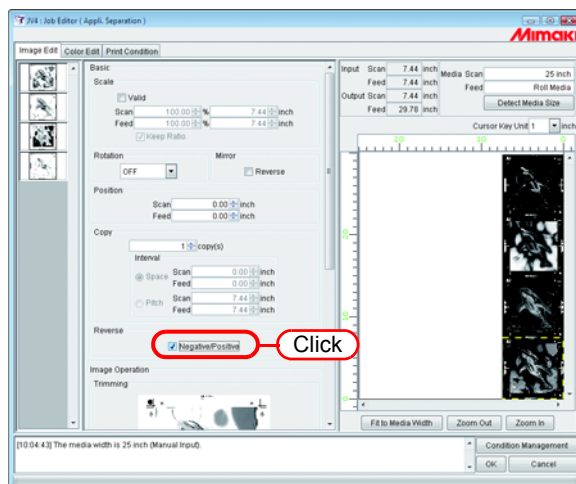 JV4 : Job Editor ( Appli. Separation )
Mimaki
Image Edit Color Edit Print Condition
Basic
Scale
Valid
Scan 100.00 % 7.44 inch
Feed 100.00 % 7.44 inch
Keep Ratio
Rotation Mirror
OFF Reverse
Position
Scan 0.00 inch
Feed 0.00 inch
Copy
1 copy(s)
Interval
Space Scan 0.00 inch
Feed 0.00 inch
Pitch Scan 7.44 inch
Feed 7.44 inch
Reverse
Negative/Positive
Click
Image Operation
Trimming
Input Scan 7.44 inch
Feed 7.44 inch
Output Scan 7.44 inch
Feed 29.78 inch
Media Scan 25 inch
Feed Roll Media
Detect Media Size
Cursor Key Unit 1 inch
20 10 0
20
10
0
Fit to Media Width Zoom Out Zoom In
[10:04:43] The media width is 25 inch (Manual Input).
Condition Management
OK Cancel